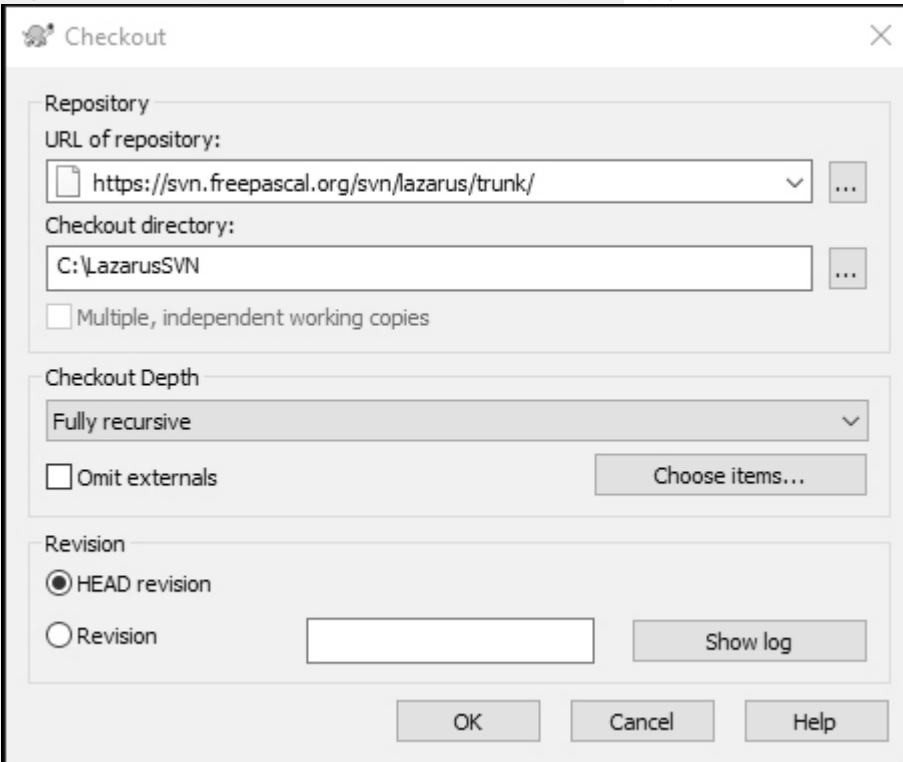 Checkout
Repository
URL of repository:
https://svn.freepascal.org/svn/lazarus/trunk/
...
Checkout directory:
C:\LazarusSVN
...
Multiple, independent working copies
Checkout Depth
Fully recursive
Omit externals
Choose items...
Revision
HEAD revision
Revision
Show log
OK
Cancel
Help